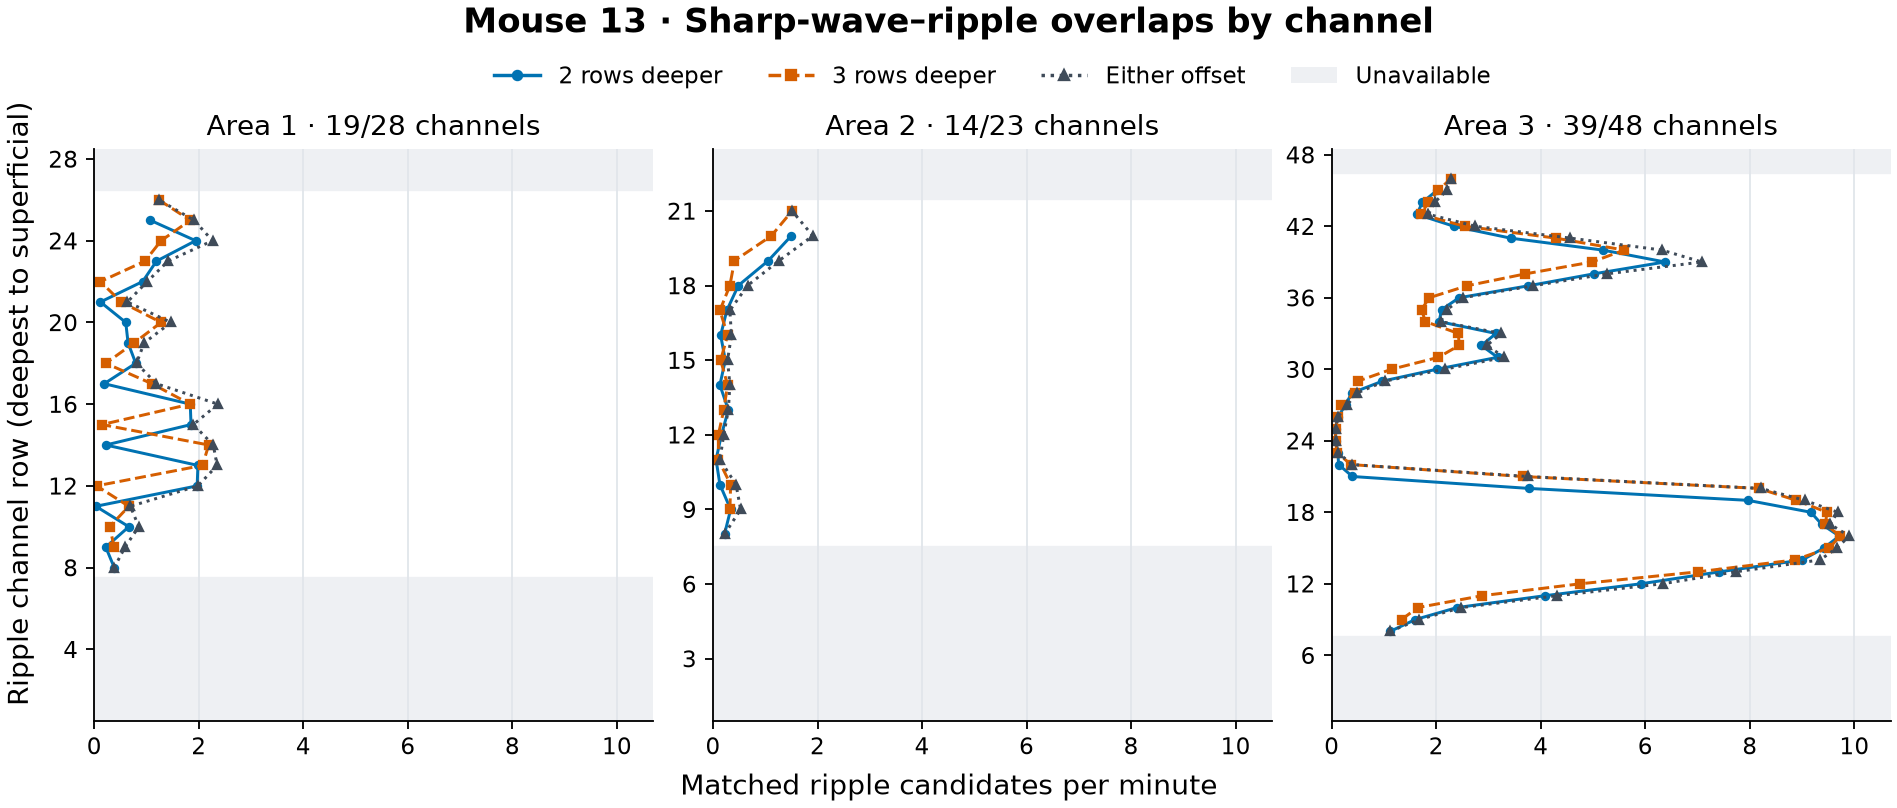 Mouse 13 · Sharp-wave–ripple overlaps by channel
2 rows deeper
3 rows deeper
Either offset
Unavailable
Ripple channel row (deepest to superficial)
Area 1 · 19/28 channels
28
24
20
16
12
8
4
0 2 4 6 8 10
Area 2 · 14/23 channels
21
18
15
12
9
6
3
0 2 4 6 8 10
Area 3 · 39/48 channels
48
42
36
30
24
18
12
6
0 2 4 6 8 10
Matched ripple candidates per minute